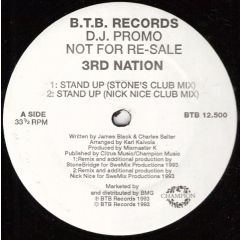 B.T.B. RECORDS
D.J. PROMO
NOT FOR RE-SALE
3RD NATION
1: STAND UP (STONE'S CLUB MIX)
2: STAND UP (NICK NICE CLUB MIX)
A SIDE
33⅓ RPM
BTB 12.500
Written by James Black & Charles Salter
Arranged by Karl Kaivola
Produced by Mixmaster K
Published by Citrus Music/Champion Music
1:Remix and additional production by
StoneBridge for SweMix Productions 1993
2:Remix and additional production by
Nick Nice for SweMix Productions 1993.
Marketed by
and distributed by BMG
℗ BTB Records 1993
© BTB Records 1993
CHAMPION